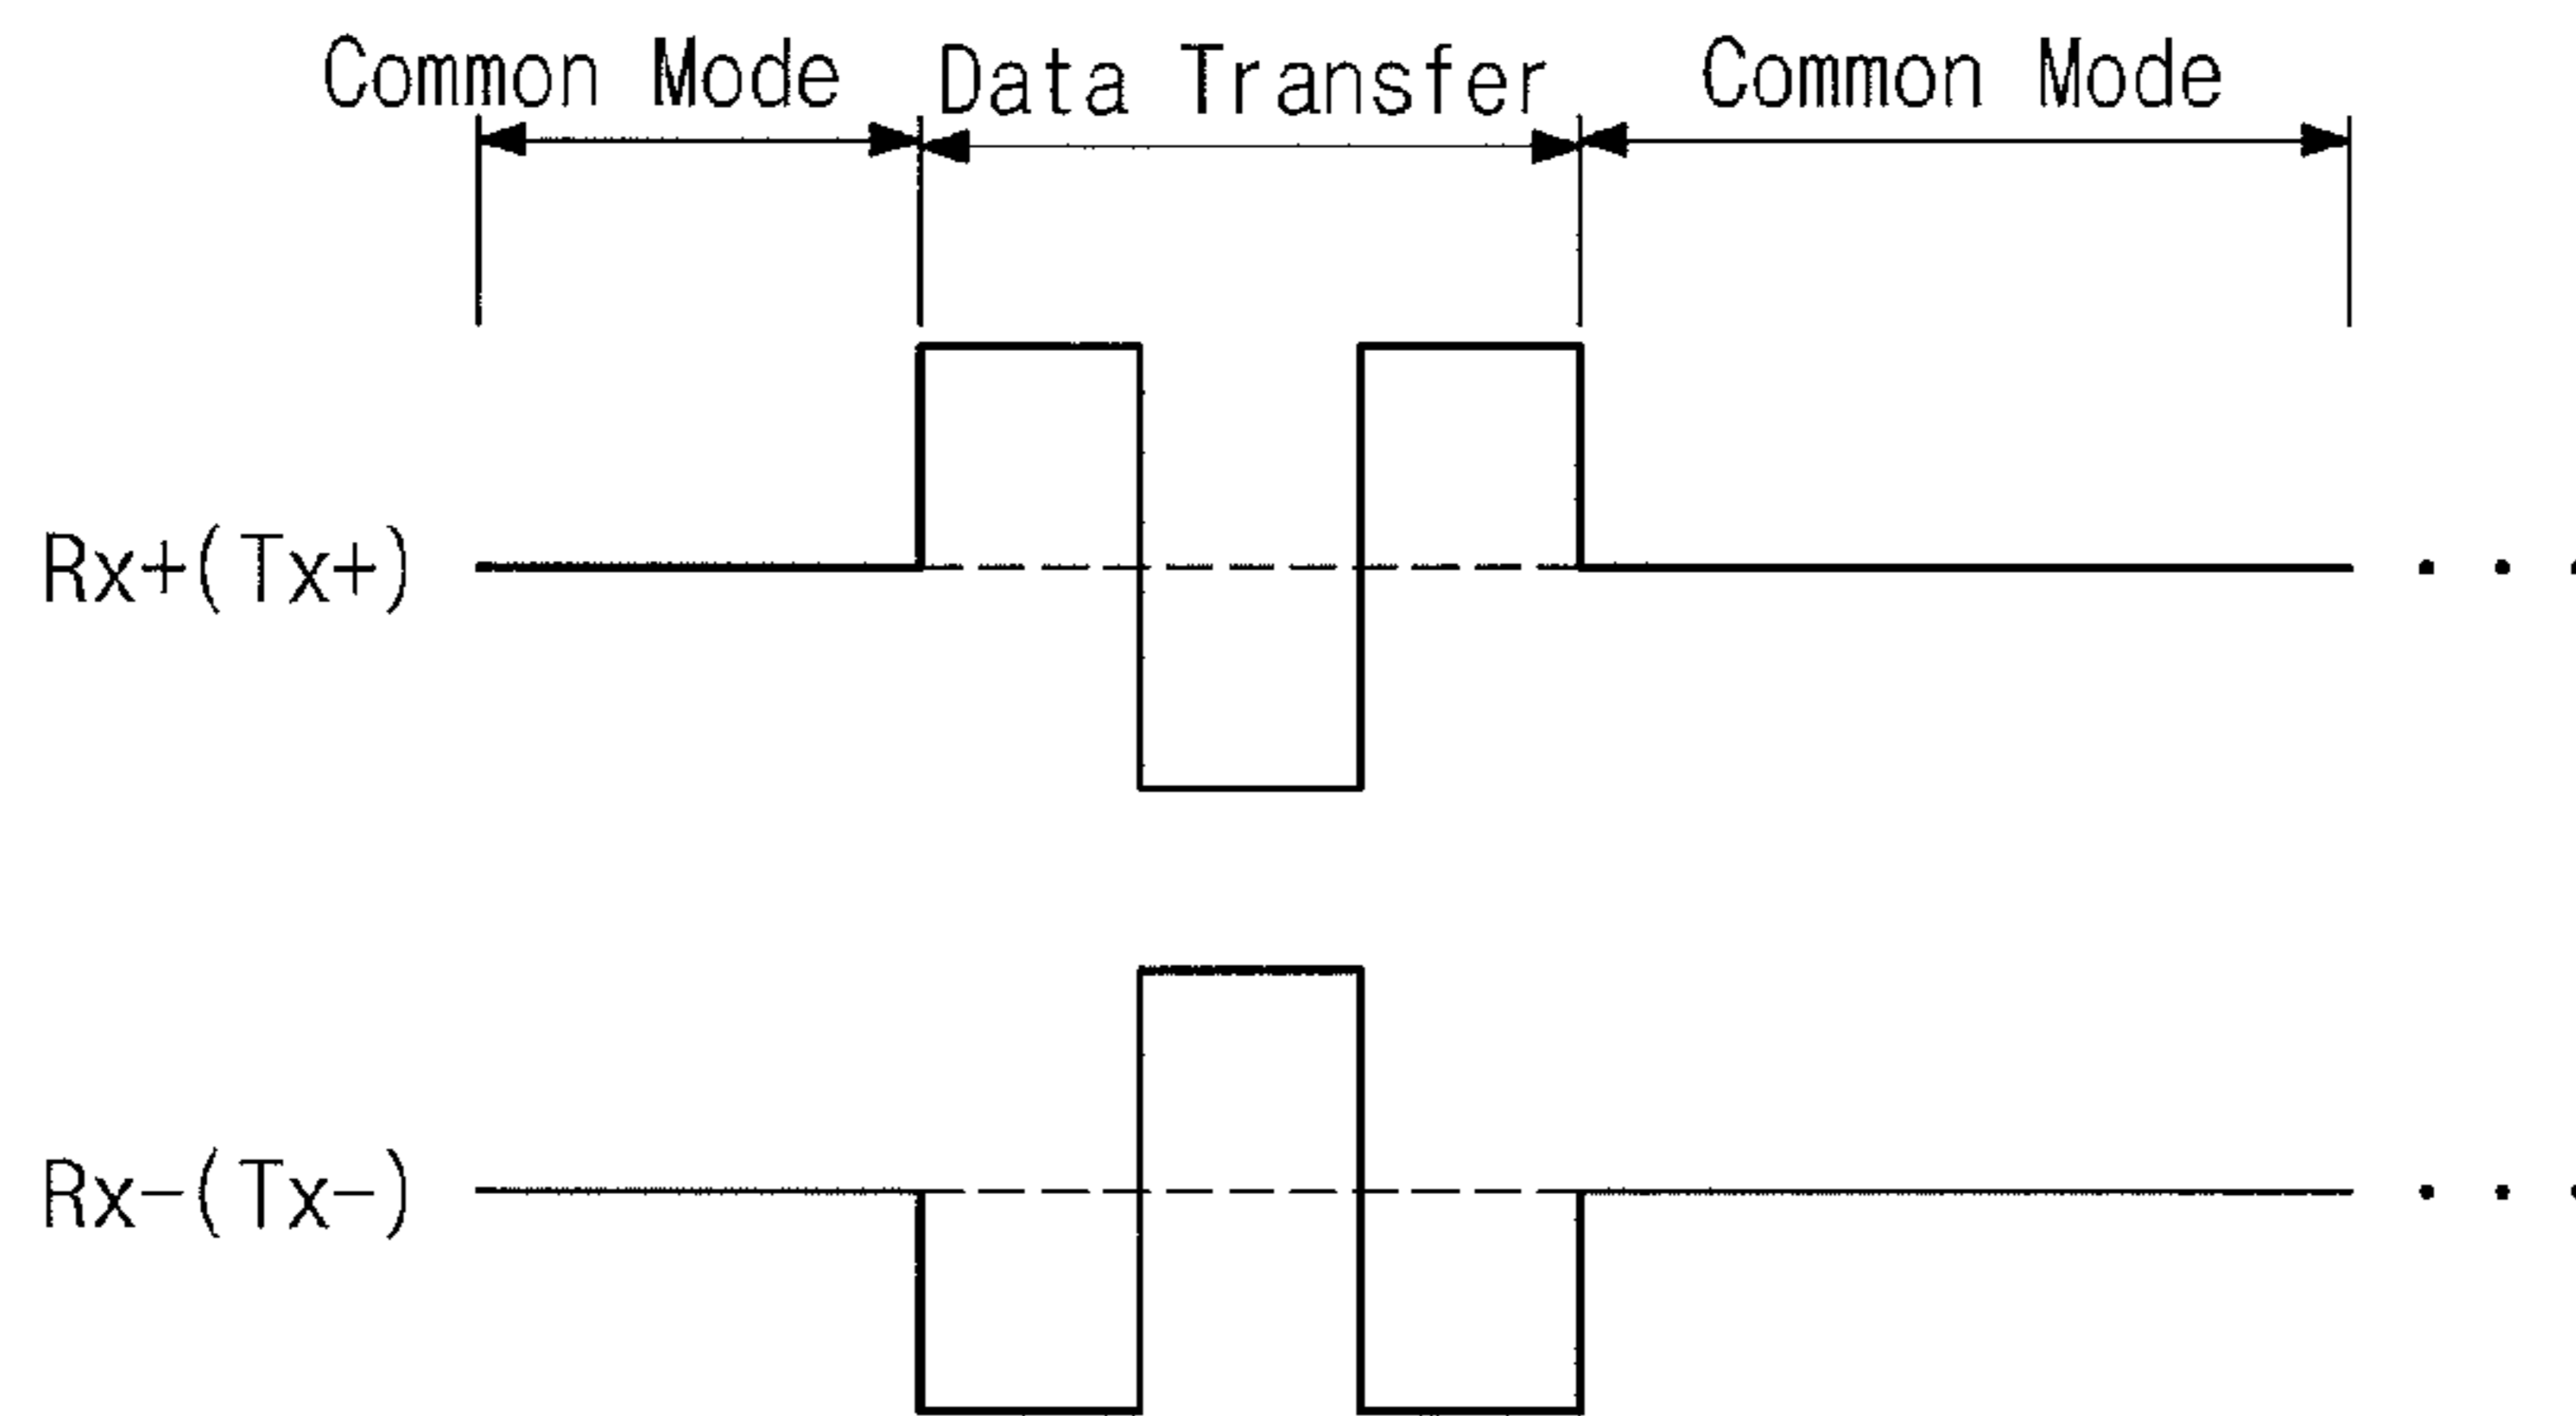 Common Mode Data Transfer Common Mode
Rx+(Tx+)
Rx-(Tx-)